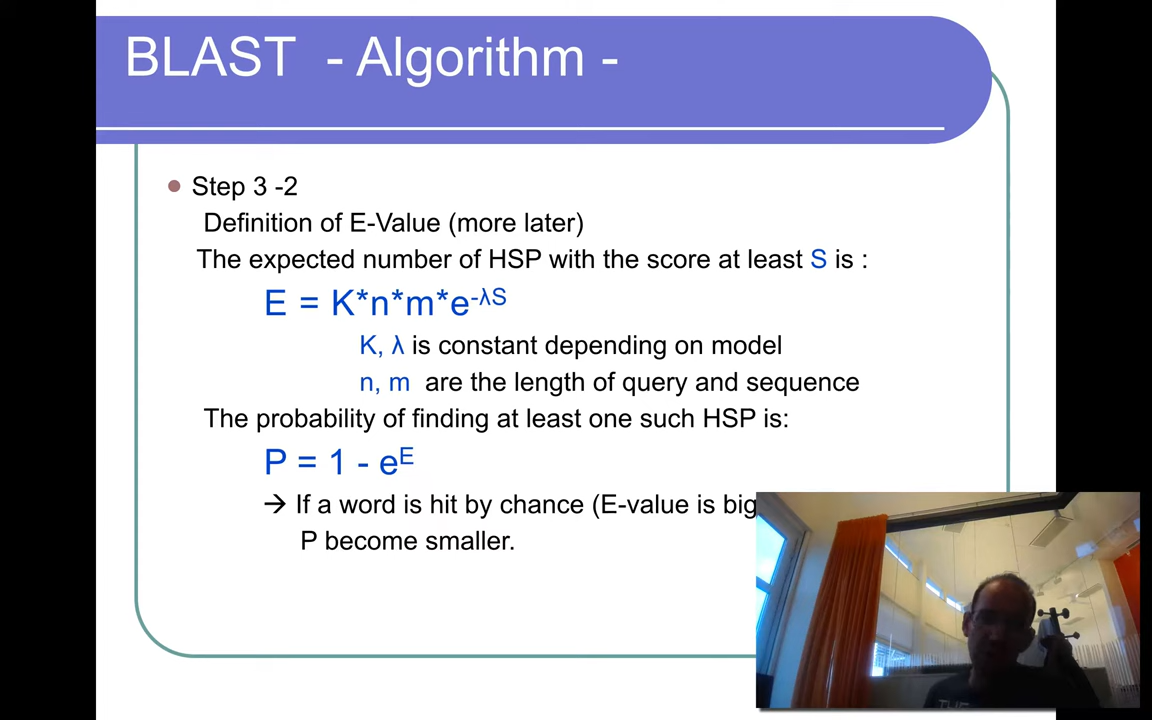 BLAST - Algorithm -
Step 3 -2
Definition of E-Value (more later)
The expected number of HSP with the score at least S is :
E = K*n*m*e-λS
K, λ is constant depending on model
n, m are the length of query and sequence
The probability of finding at least one such HSP is:
P = 1 - eE
→ If a word is hit by chance (E-value is big
P become smaller.